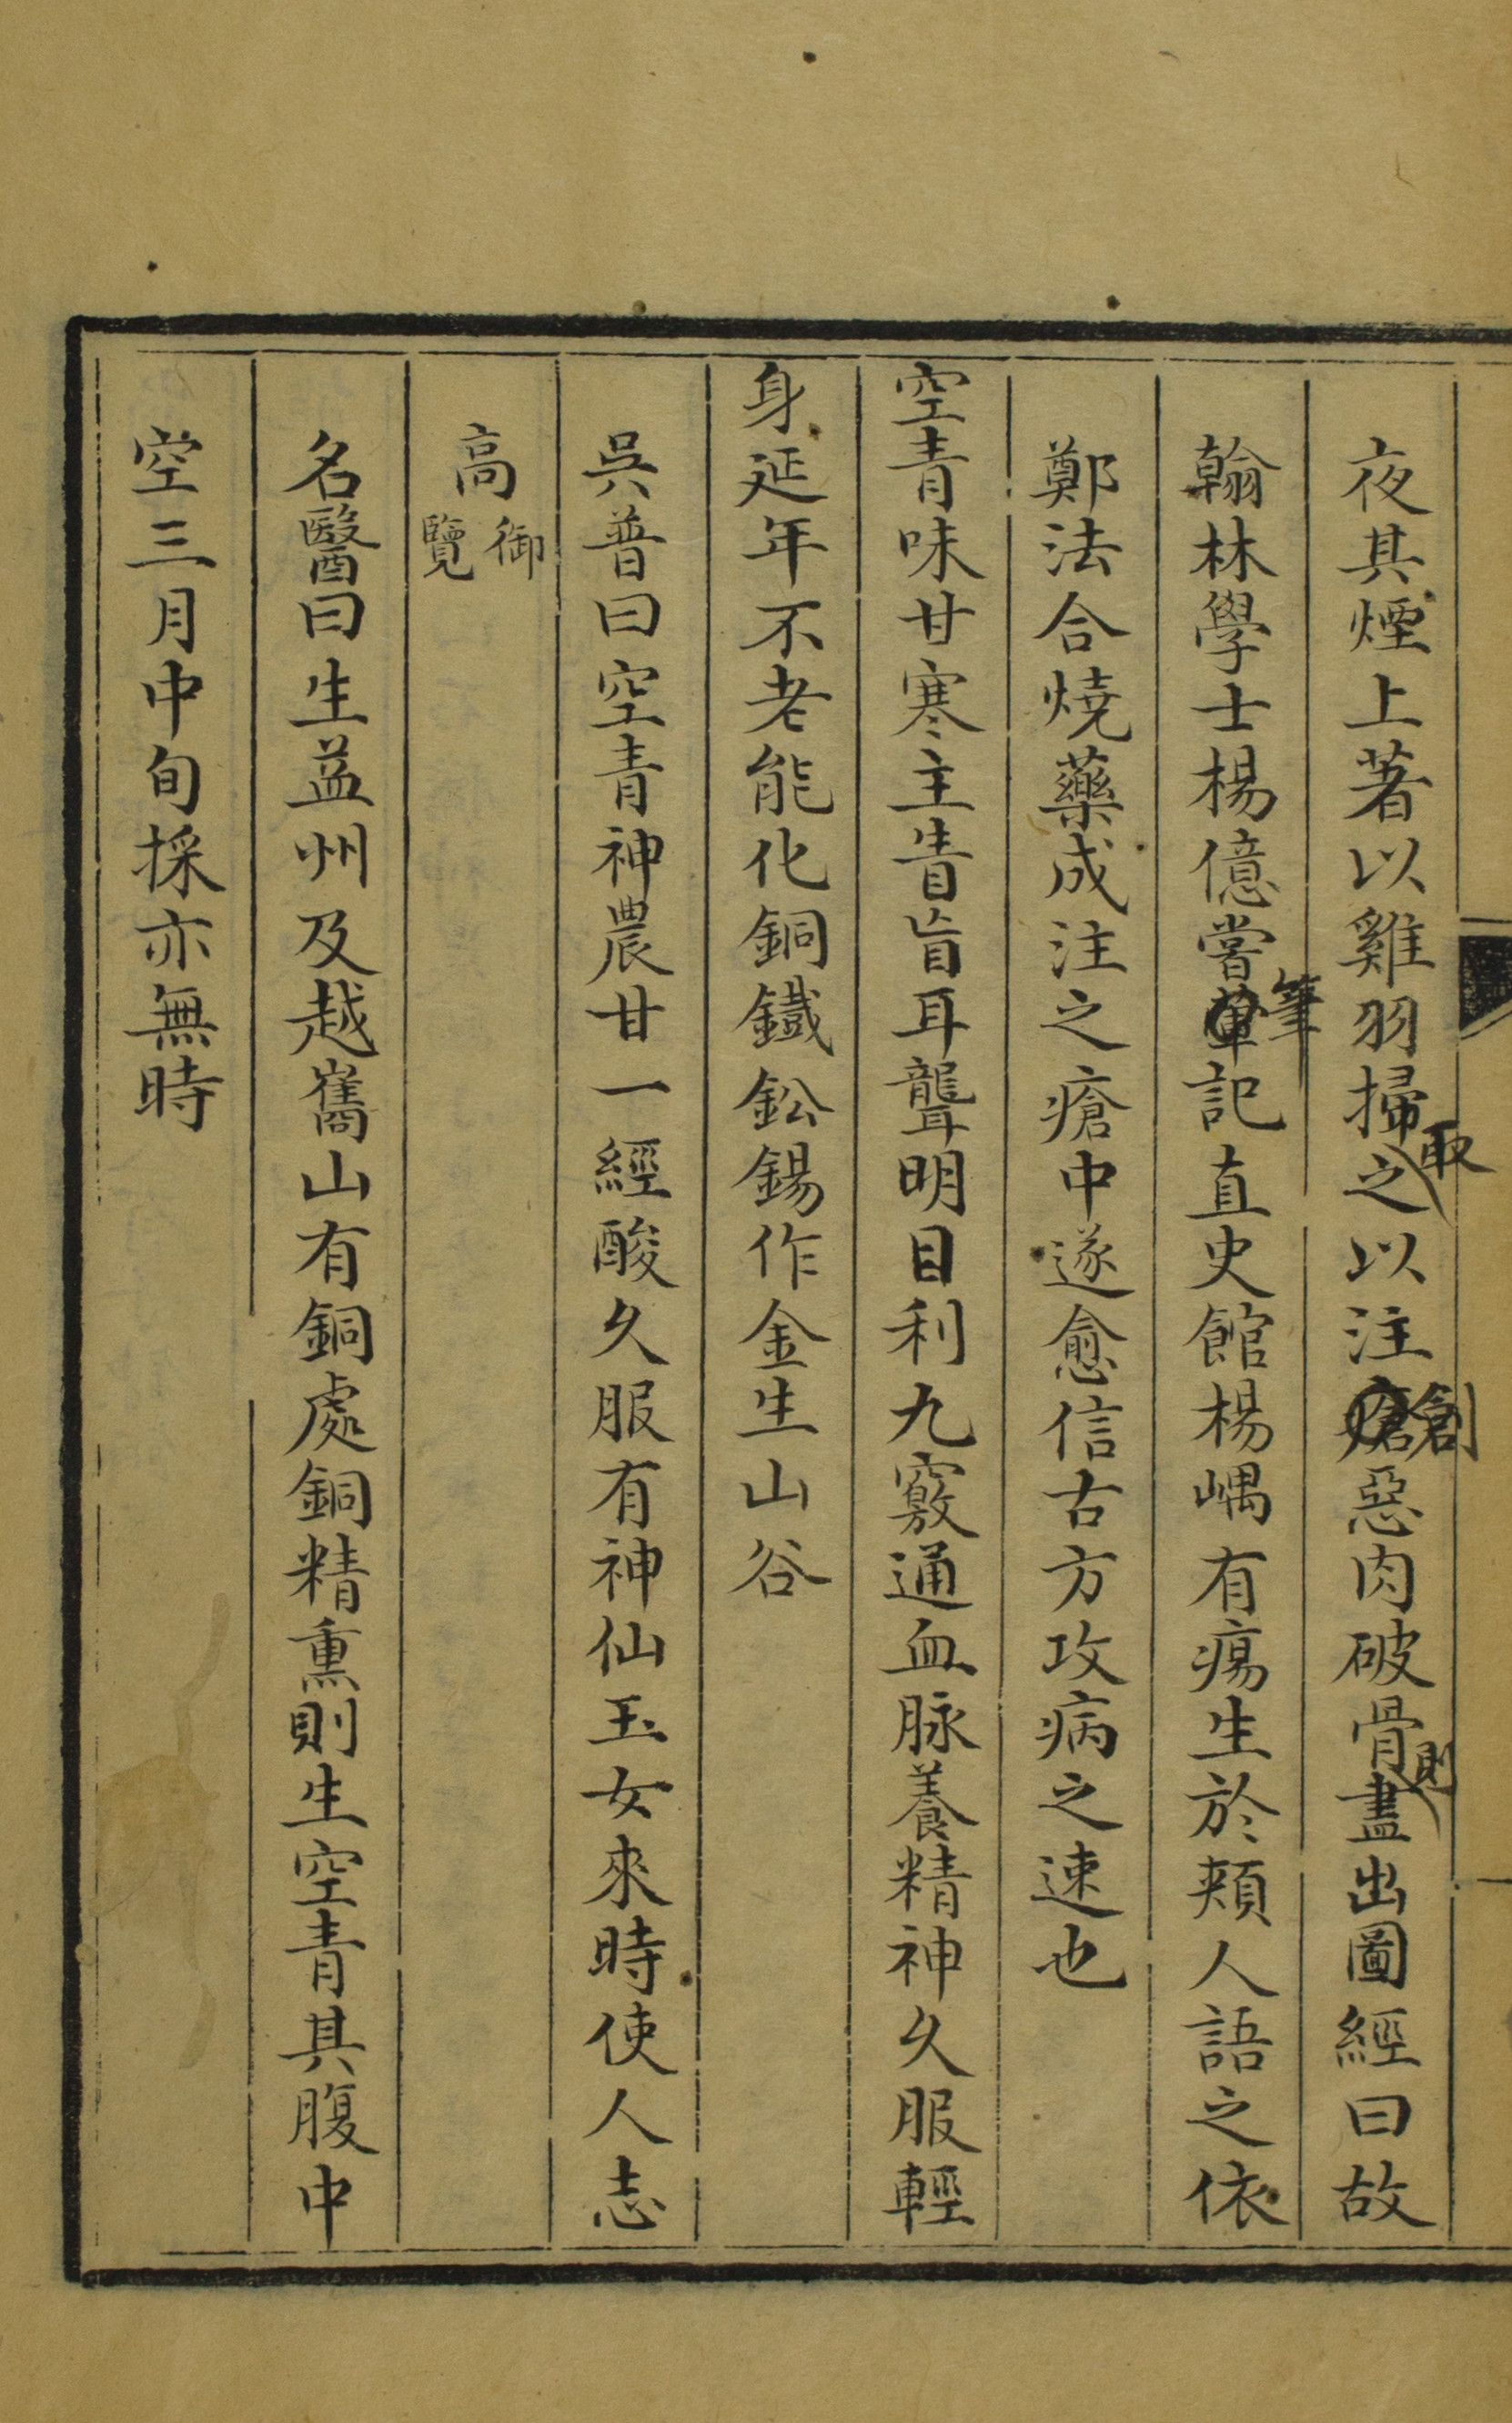 夜其煙上著以雞羽掃取之以注創惡肉破骨則盡出圖經曰故
翰林學士楊億嘗筆記直史館楊嵎有瘍生於頰人語之依
鄭法合燒藥成注之瘡中遂愈信古方攻病之速也
空青味甘寒主眚盲耳聾明目利九竅通血脉養精神久服輕
身延年不老能化銅鐵鈆錫作金生山谷
吳普曰空青神農甘一經酸久服有神仙玉女來時使人志
高御覽
名醫曰生益州及越嶲山有銅處銅精熏則生空青其腹中
空三月中旬採亦無時